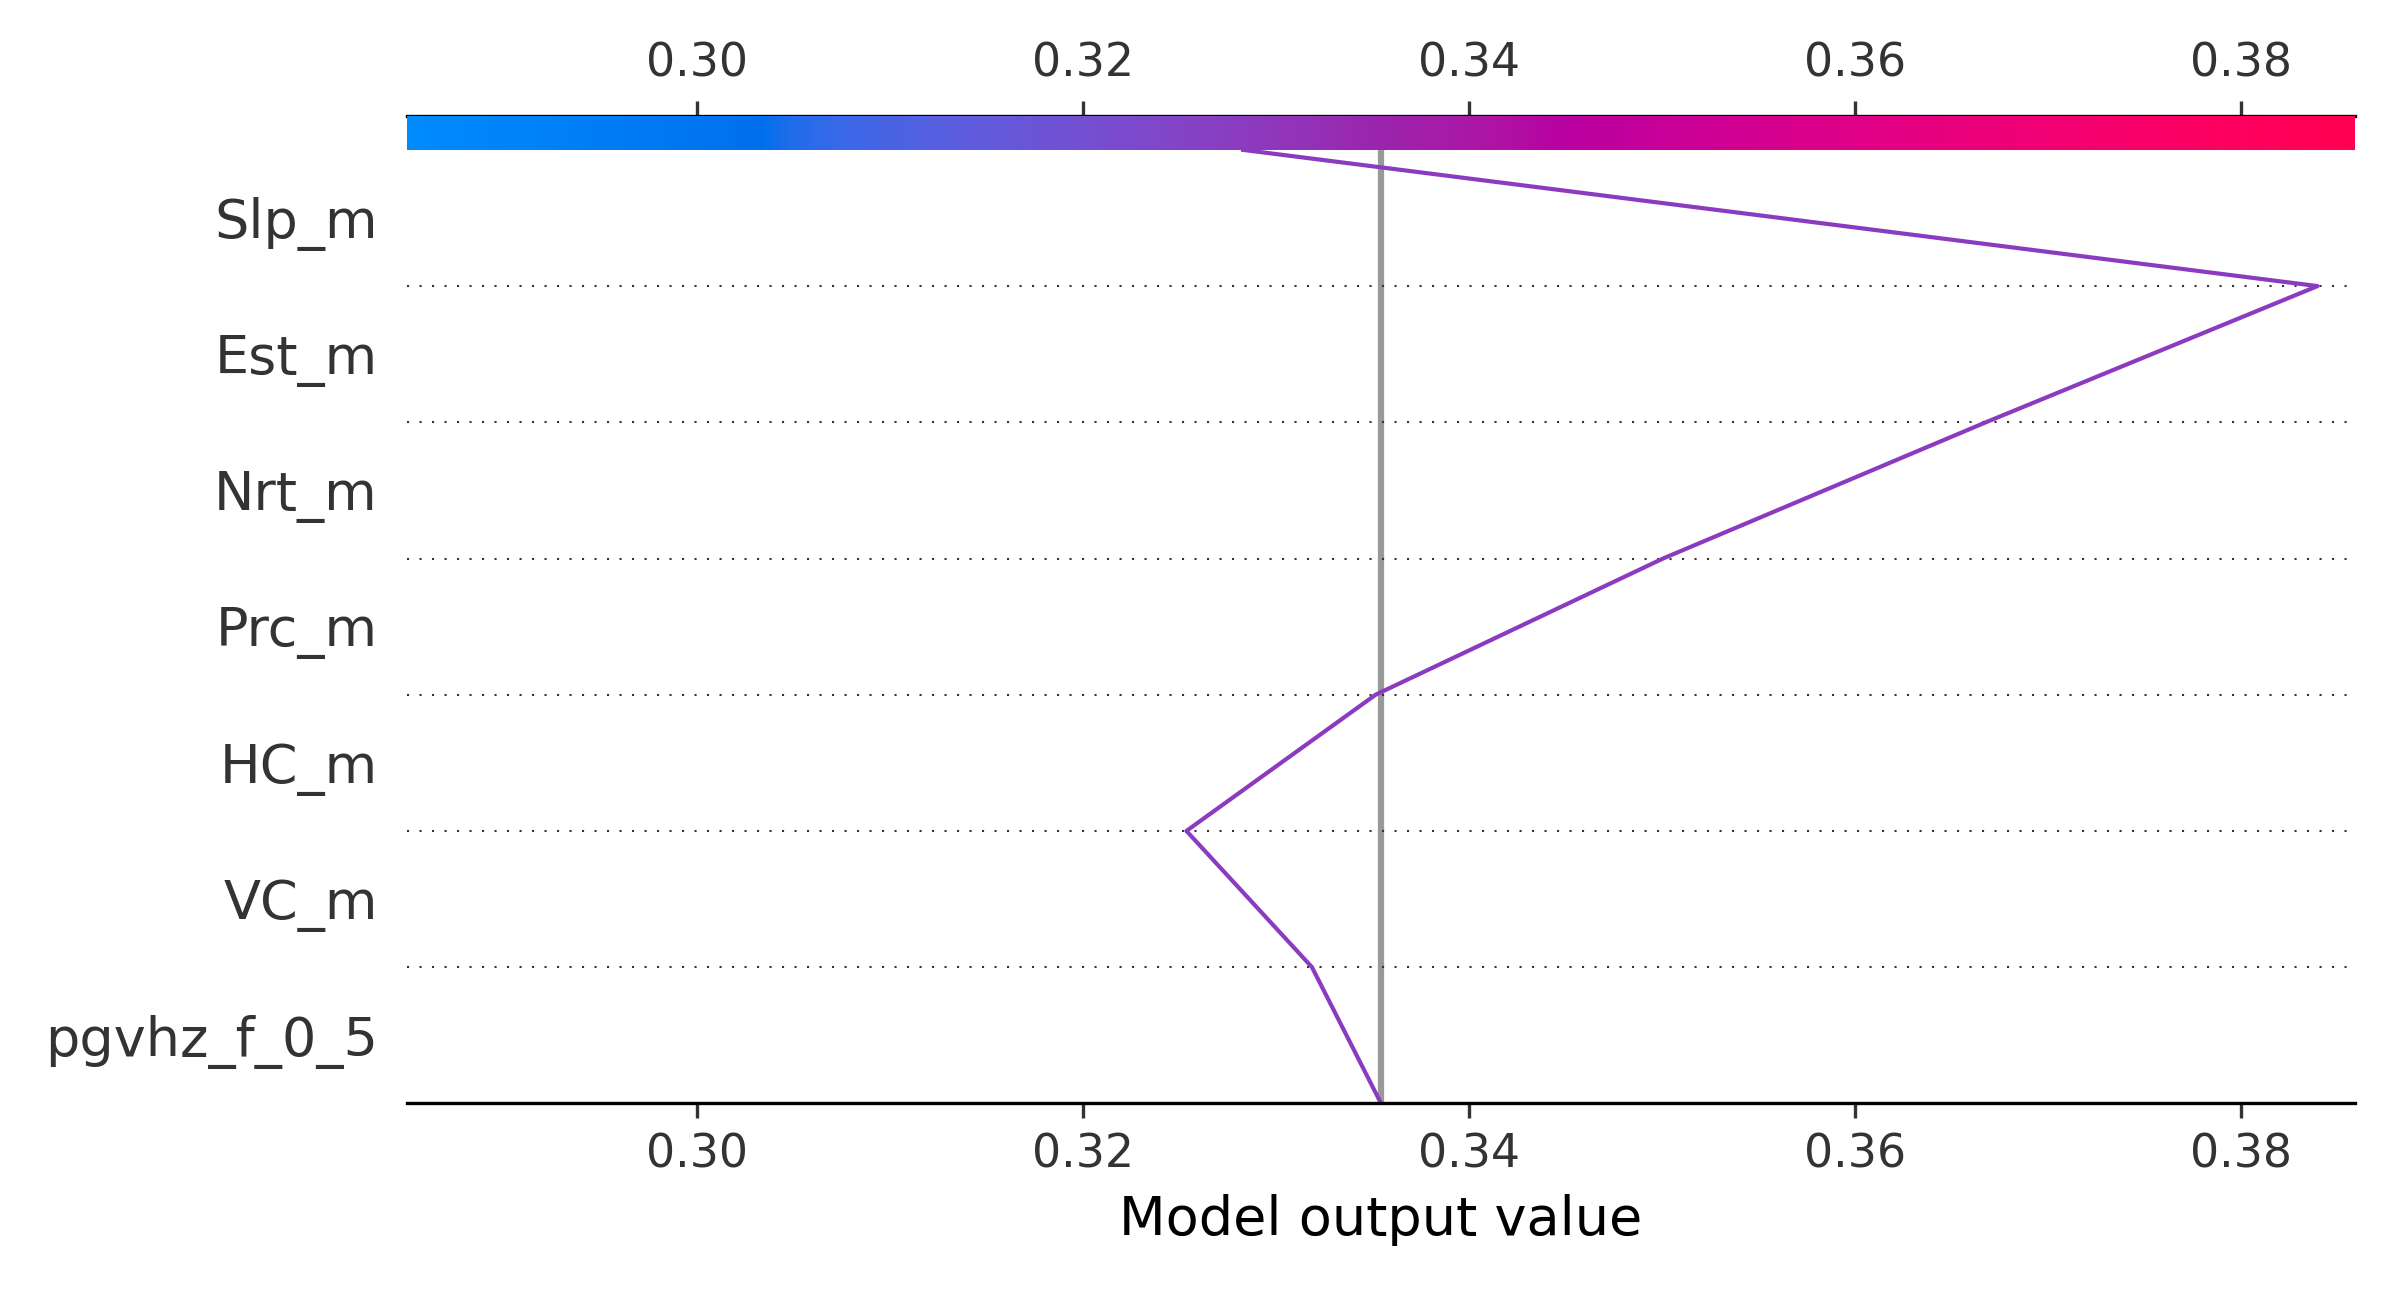 0.30 0.32 0.34 0.36 0.38
Slp_m
Est_m
Nrt_m
Prc_m
HC_m
VC_m
pgvhz_f_0_5
0.30 0.32 0.34 0.36 0.38
Model output value